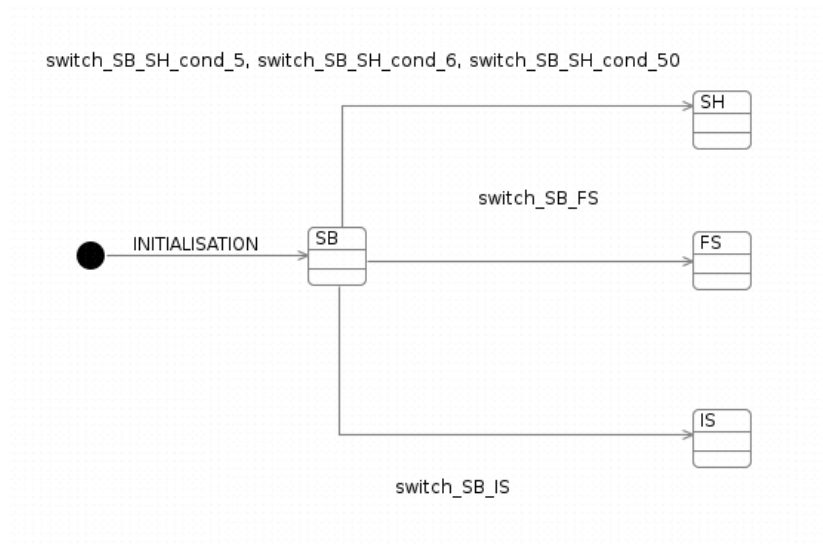 switch_SB_SH_cond_5, switch_SB_SH_cond_6, switch_SB_SH_cond_50
SH
switch_SB_FS
INITIALISATION
SB
FS
IS
switch_SB_IS